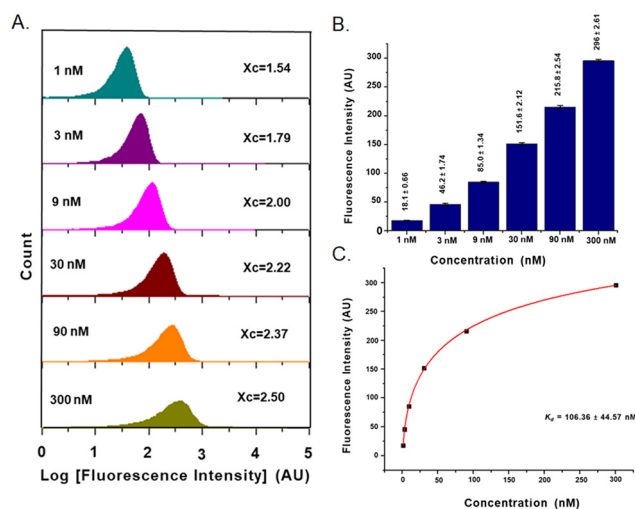 A.
1 nM
Xc=1.54
3 nM
Xc=1.79
9 nM
Xc=2.00
30 nM
Xc=2.22
90 nM
Xc=2.37
300 nM
Xc=2.50
Count
0 1 2 3 4 5
Log [Fluorescence Intensity] (AU)
B.
Fluorescence Intensity (AU)
300
250
200
150
100
50
0
18.1 ± 0.66
46.2 ± 1.74
85.0 ± 1.34
151.6 ± 2.12
215.8 ± 2.54
296 ± 2.61
1 nM 3 nM 9 nM 30 nM 90 nM 300 nM
Concentration (nM)
C.
Fluorescence Intensity (AU)
300
250
200
150
100
50
0
Kd = 106.36 ± 44.57 nM
0 50 100 150 200 250 300
Concentration (nM)